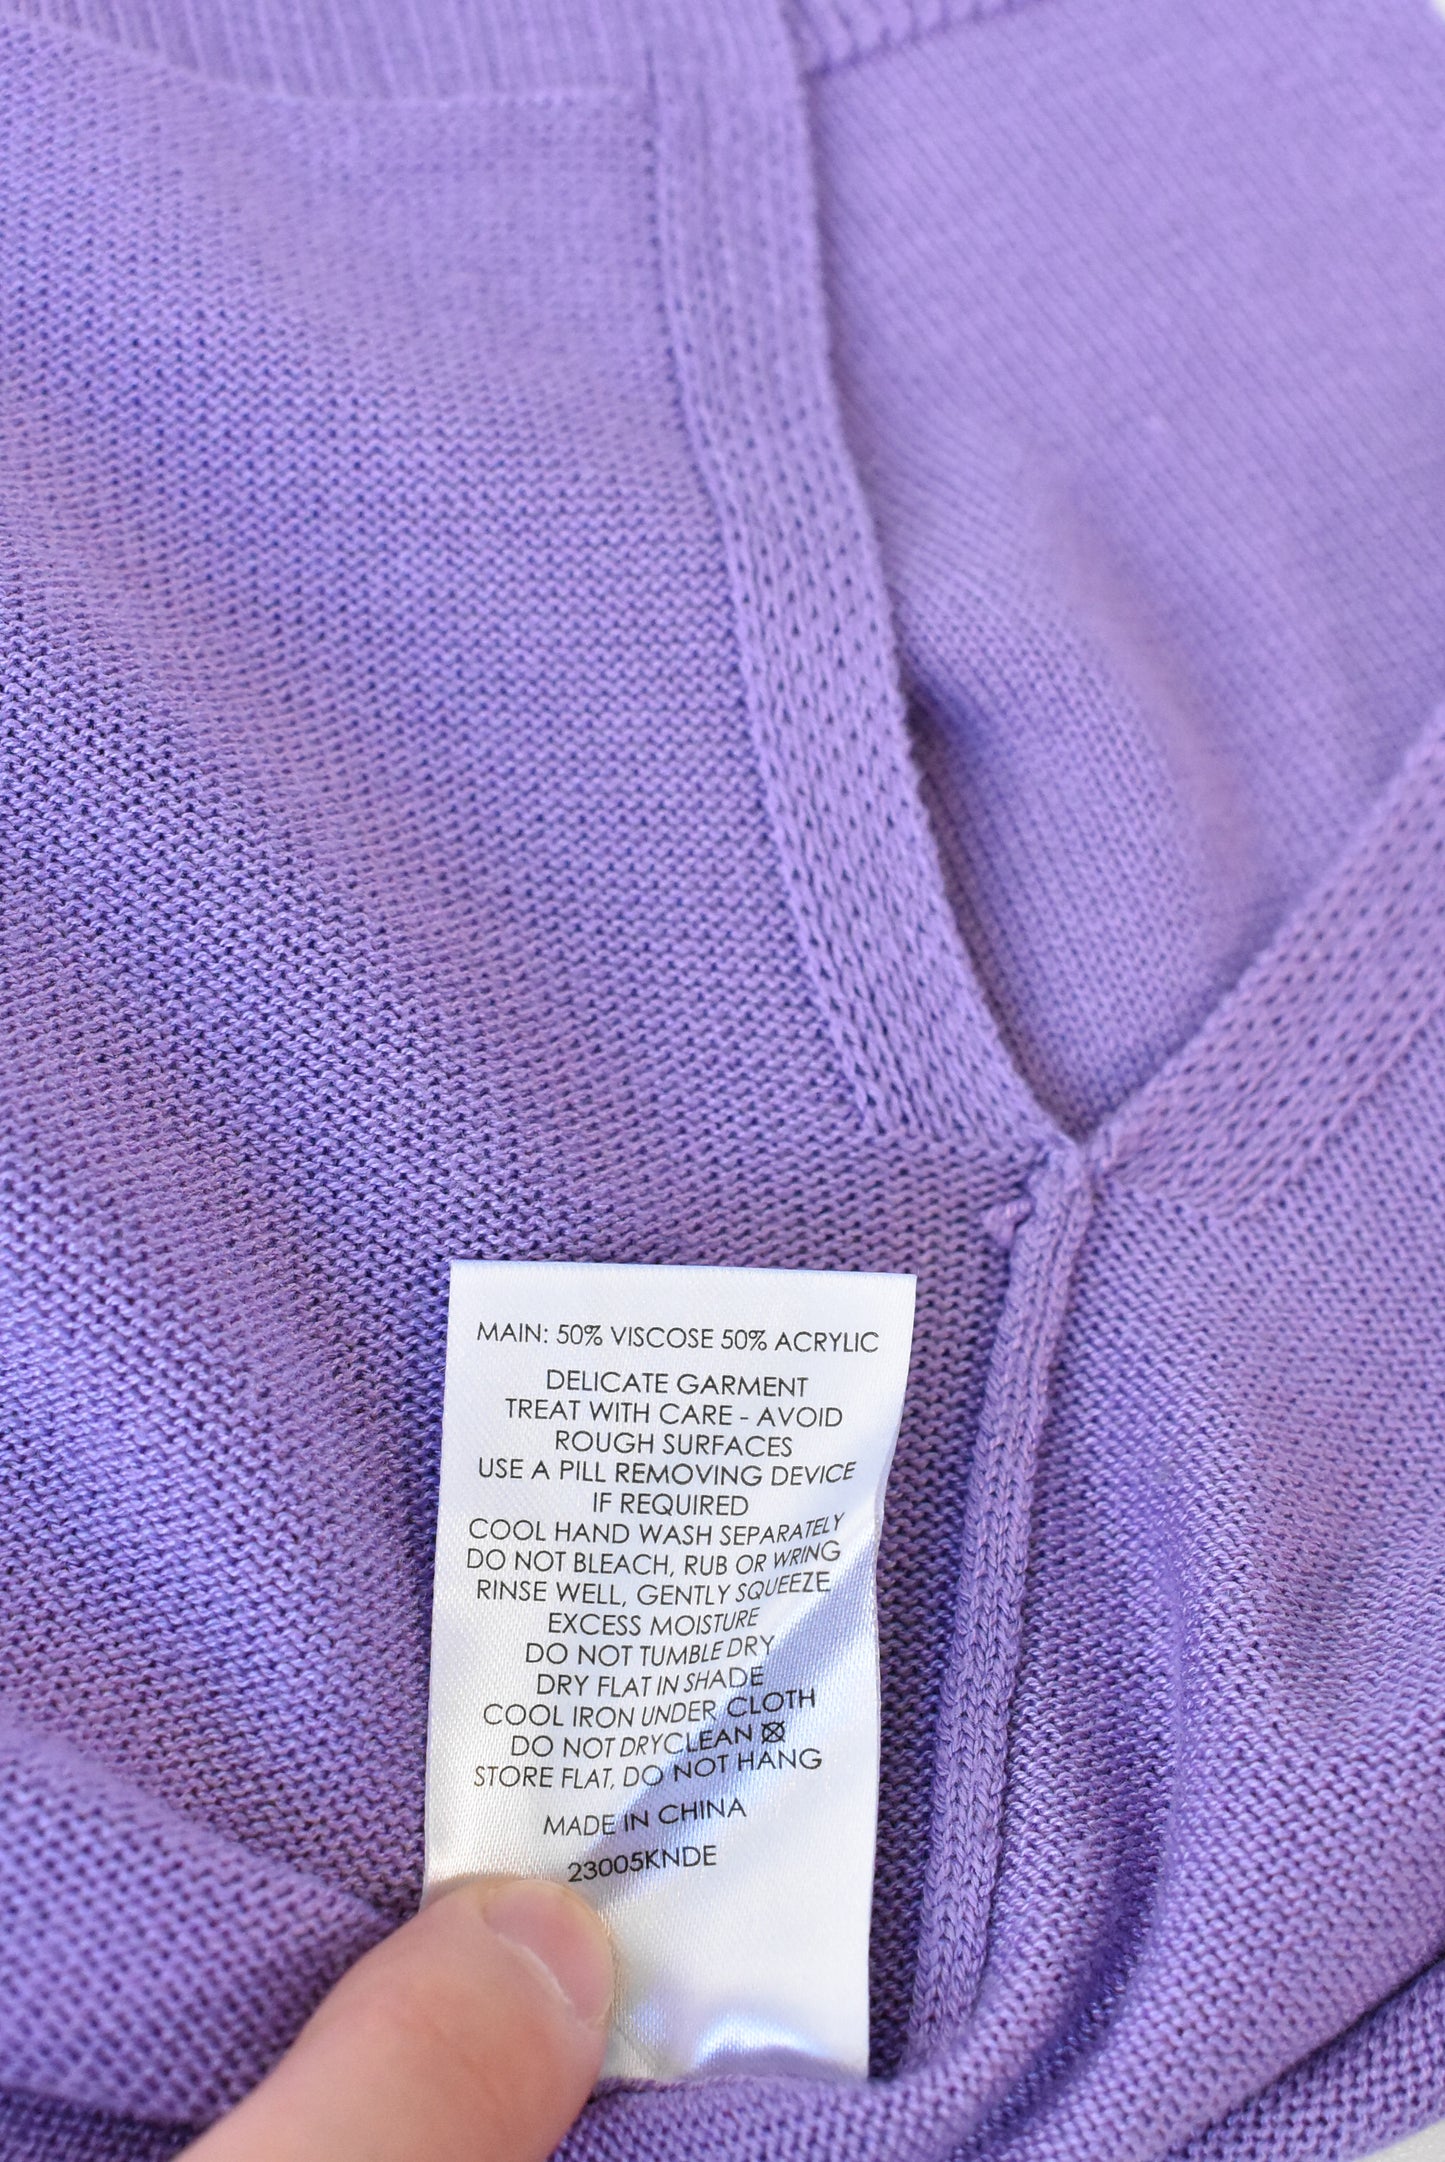 MAIN: 50% VISCOSE 50% ACRYLIC
DELICATE GARMENT
TREAT WITH CARE - AVOID
ROUGH SURFACES
USE A PILL REMOVING DEVICE
IF REQUIRED
COOL HAND WASH SEPARATELY
DO NOT BLEACH, RUB OR WRING
RINSE WELL, GENTLY SQUEEZE
EXCESS MOISTURE
DO NOT TUMBLE DRY
DRY FLAT IN SHADE
COOL IRON UNDER CLOTH
DO NOT DRYCLEAN
STORE FLAT, DO NOT HANG
MADE IN CHINA
23005KNDE